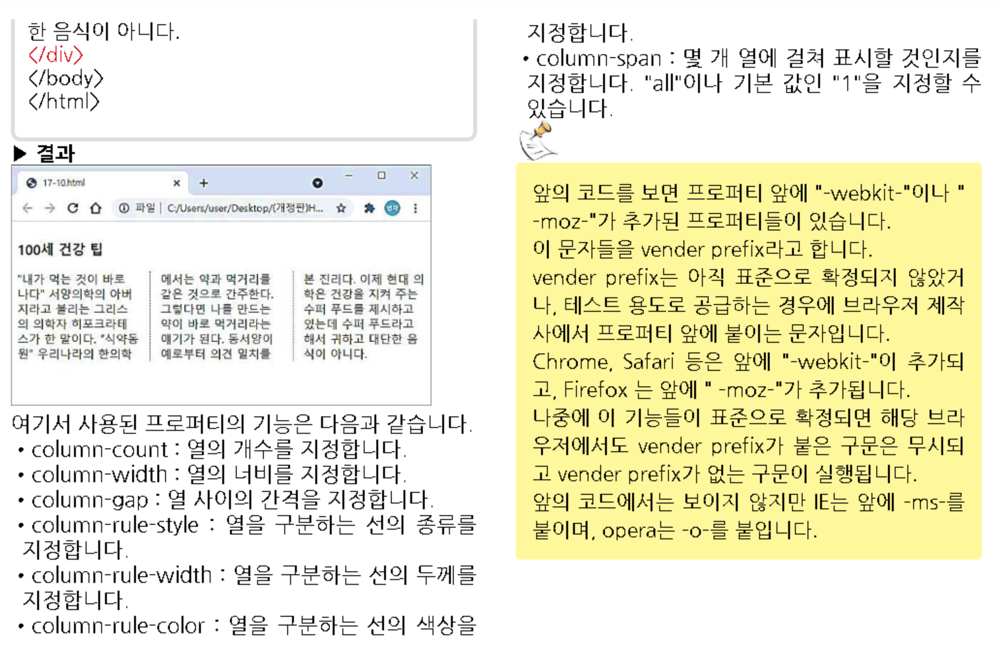 한 음식이 아니다.
</div>
</body>
</html>
▶ 결과
17-10.html
파일 | C:/Users/user/Desktop/(개정판)H...
범재
100세 건강 팁
"내가 먹는 것이 바로
나다" 서양의학의 아버
지라고 불리는 그리스
의 의학자 히포크라테
스가 한 말이다. "식약동
원" 우리나라의 한의학
에서는 약과 먹거리를
같은 것으로 간주한다.
그렇다면 나를 만드는
약이 바로 먹거리라는
얘기가 된다. 동서양이
예로부터 의견 일치를
본 진리다. 이제 현대 의
학은 건강을 지켜 주는
수퍼 푸드를 제시하고
있는데 수퍼 푸드라고
해서 귀하고 대단한 음
식이 아니다.
여기서 사용된 프로퍼티의 기능은 다음과 같습니다.
• column-count : 열의 개수를 지정합니다.
• column-width : 열의 너비를 지정합니다.
• column-gap : 열 사이의 간격을 지정합니다.
• column-rule-style : 열을 구분하는 선의 종류를
지정합니다.
• column-rule-width : 열을 구분하는 선의 두께를
지정합니다.
• column-rule-color : 열을 구분하는 선의 색상을
지정합니다.
• column-span : 몇 개 열에 걸쳐 표시할 것인지를
지정합니다. "all"이나 기본 값인 "1"을 지정할 수
있습니다.
앞의 코드를 보면 프로퍼티 앞에 "-webkit-"이나 "
-moz-"가 추가된 프로퍼티들이 있습니다.
이 문자들을 vender prefix라고 합니다.
vender prefix는 아직 표준으로 확정되지 않았거
나, 테스트 용도로 공급하는 경우에 브라우저 제작
사에서 프로퍼티 앞에 붙이는 문자입니다.
Chrome, Safari 등은 앞에 "-webkit-"이 추가되
고, Firefox 는 앞에 " -moz-"가 추가됩니다.
나중에 이 기능들이 표준으로 확정되면 해당 브라
우저에서도 vender prefix가 붙은 구문은 무시되
고 vender prefix가 없는 구문이 실행됩니다.
앞의 코드에서는 보이지 않지만 IE는 앞에 -ms-를
붙이며, opera는 -o-를 붙입니다.